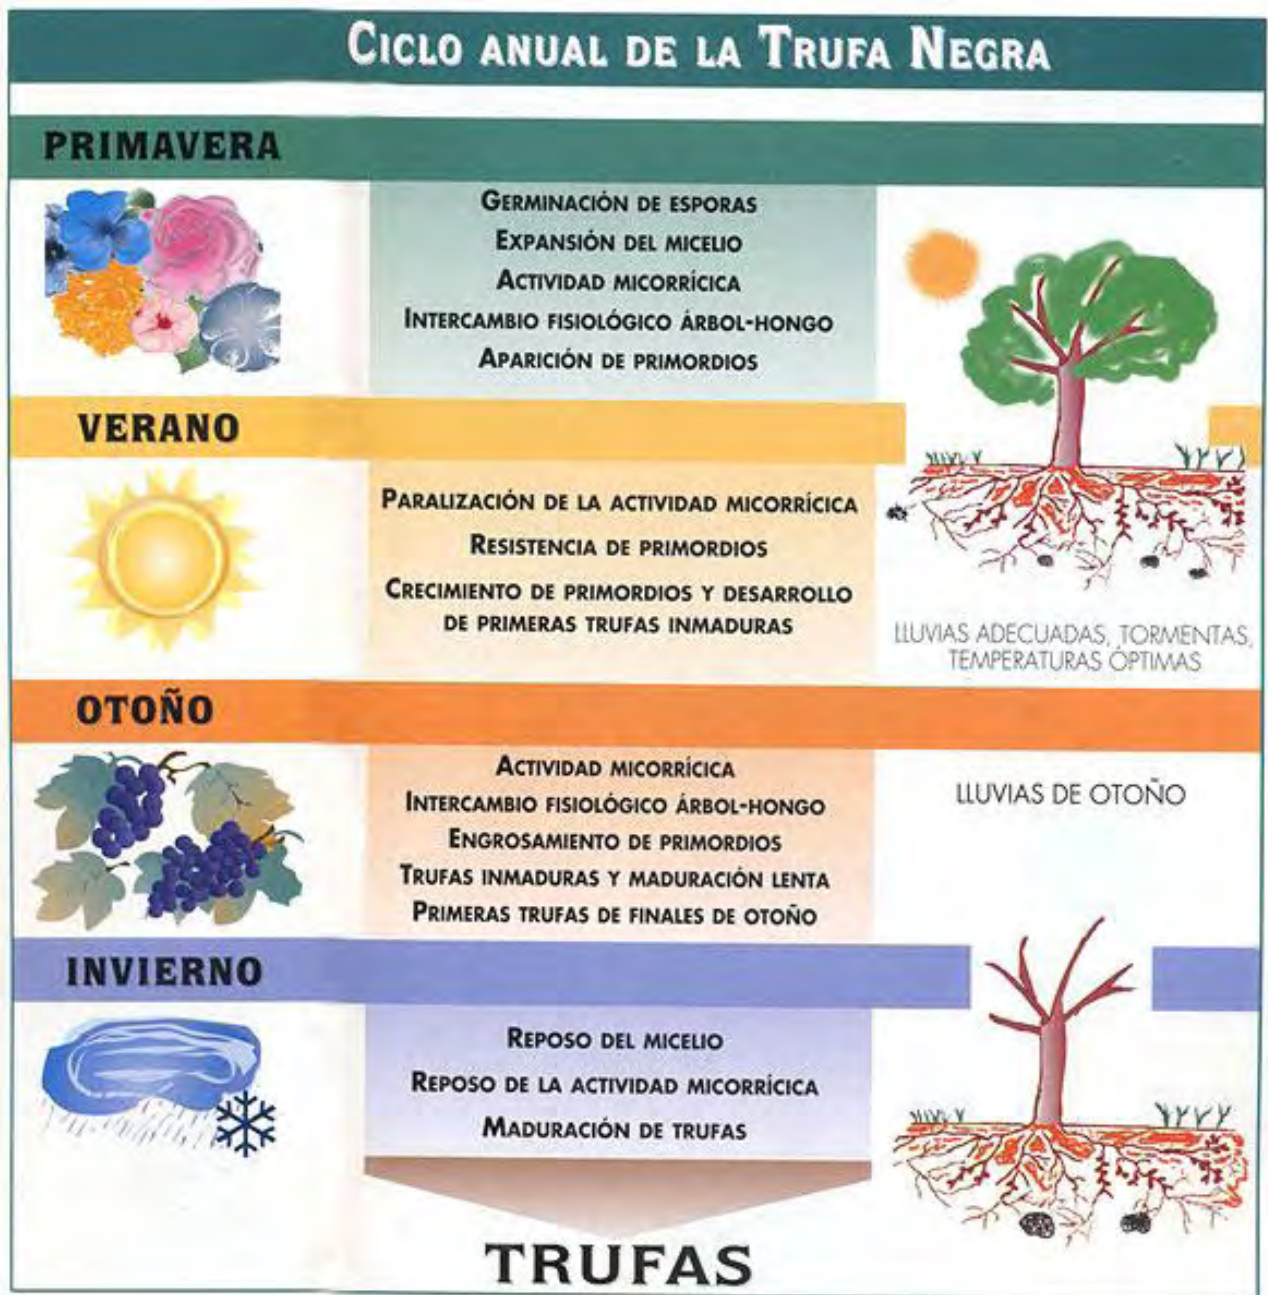 CICLO ANUAL DE LA TRUFA NEGRA
PRIMAVERA
GERMINACIÓN DE ESPORAS
EXPANSIÓN DEL MICELIO
ACTIVIDAD MICORRÍCICA
INTERCAMBIO FISIOLÓGICO ÁRBOL-HONGO
APARICIÓN DE PRIMORDIOS
VERANO
PARALIZACIÓN DE LA ACTIVIDAD MICORRÍCICA
RESISTENCIA DE PRIMORDIOS
CRECIMIENTO DE PRIMORDIOS Y DESARROLLO
DE PRIMERAS TRUFAS INMADURAS
LLUVIAS ADECUADAS, TORMENTAS,
TEMPERATURAS ÓPTIMAS
OTOÑO
ACTIVIDAD MICORRÍCICA
INTERCAMBIO FISIOLÓGICO ÁRBOL-HONGO
ENGROSAMIENTO DE PRIMORDIOS
TRUFAS INMADURAS Y MADURACIÓN LENTA
PRIMERAS TRUFAS DE FINALES DE OTOÑO
LLUVIAS DE OTOÑO
INVIERNO
REPOSO DEL MICELIO
REPOSO DE LA ACTIVIDAD MICORRÍCICA
MADURACIÓN DE TRUFAS
TRUFAS